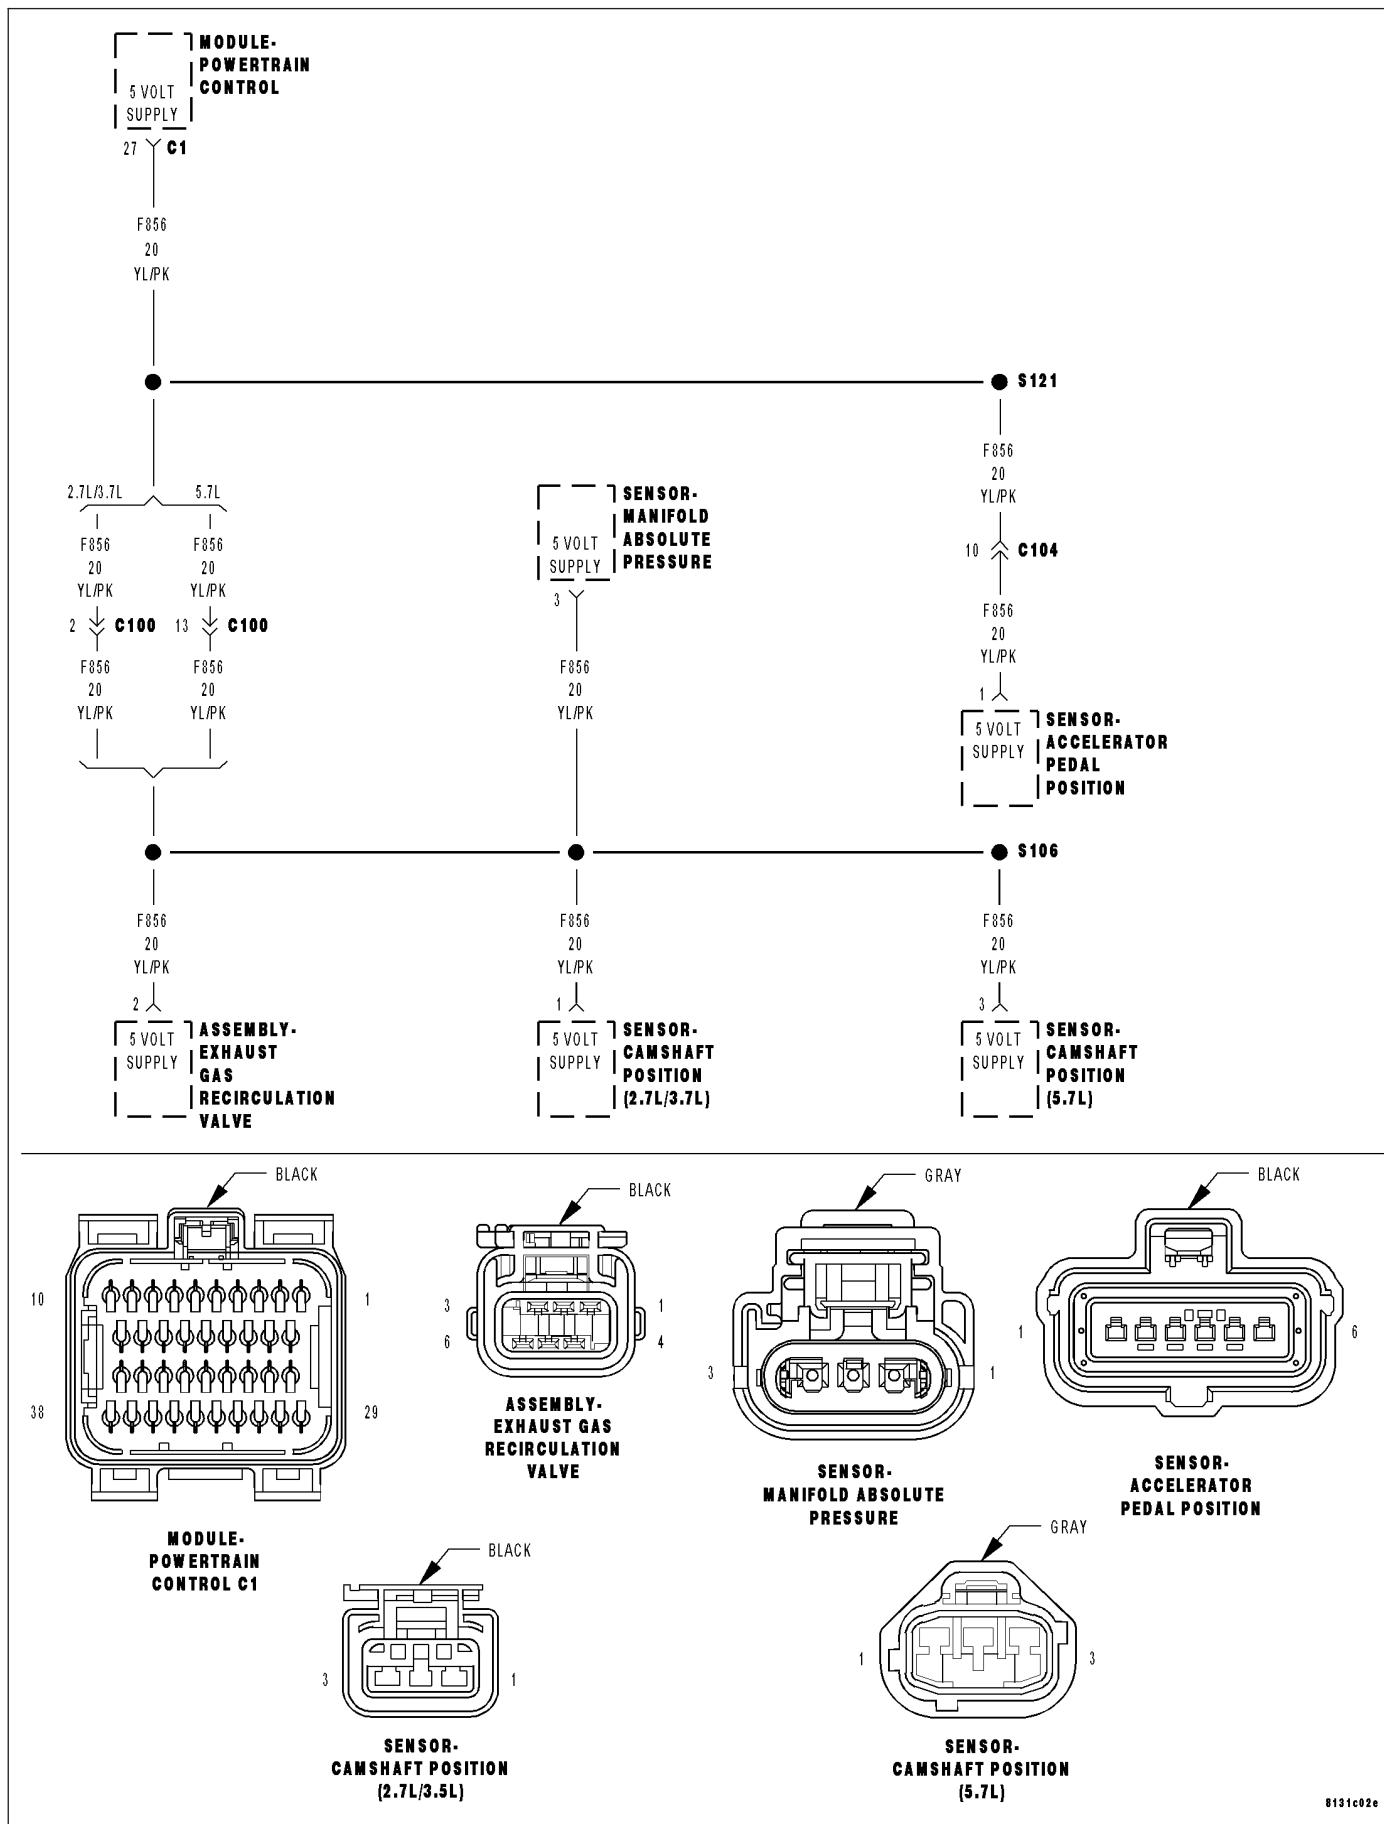 MODULE-
POWERTRAIN
CONTROL
5 VOLT
SUPPLY
27
C1
F856
20
YL/PK
S121
2.7L/3.7L
5.7L
F856
20
YL/PK
2
C100
F856
20
YL/PK
F856
20
YL/PK
13
C100
F856
20
YL/PK
SENSOR-
MANIFOLD
ABSOLUTE
PRESSURE
5 VOLT
SUPPLY
3
F856
20
YL/PK
F856
20
YL/PK
10
C104
F856
20
YL/PK
1
5 VOLT
SUPPLY
SENSOR-
ACCELERATOR
PEDAL
POSITION
S106
F856
20
YL/PK
2
5 VOLT
SUPPLY
ASSEMBLY-
EXHAUST
GAS
RECIRCULATION
VALVE
F856
20
YL/PK
1
5 VOLT
SUPPLY
SENSOR-
CAMSHAFT
POSITION
(2.7L/3.7L)
F856
20
YL/PK
3
5 VOLT
SUPPLY
SENSOR-
CAMSHAFT
POSITION
(5.7L)
BLACK
10
1
38
29
MODULE-
POWERTRAIN
CONTROL C1
BLACK
3
1
6
4
ASSEMBLY-
EXHAUST GAS
RECIRCULATION
VALVE
GRAY
3
1
SENSOR-
MANIFOLD ABSOLUTE
PRESSURE
BLACK
1
6
SENSOR-
ACCELERATOR
PEDAL POSITION
BLACK
3
1
SENSOR-
CAMSHAFT POSITION
(2.7L/3.5L)
GRAY
1
3
SENSOR-
CAMSHAFT POSITION
(5.7L)
8131c02e